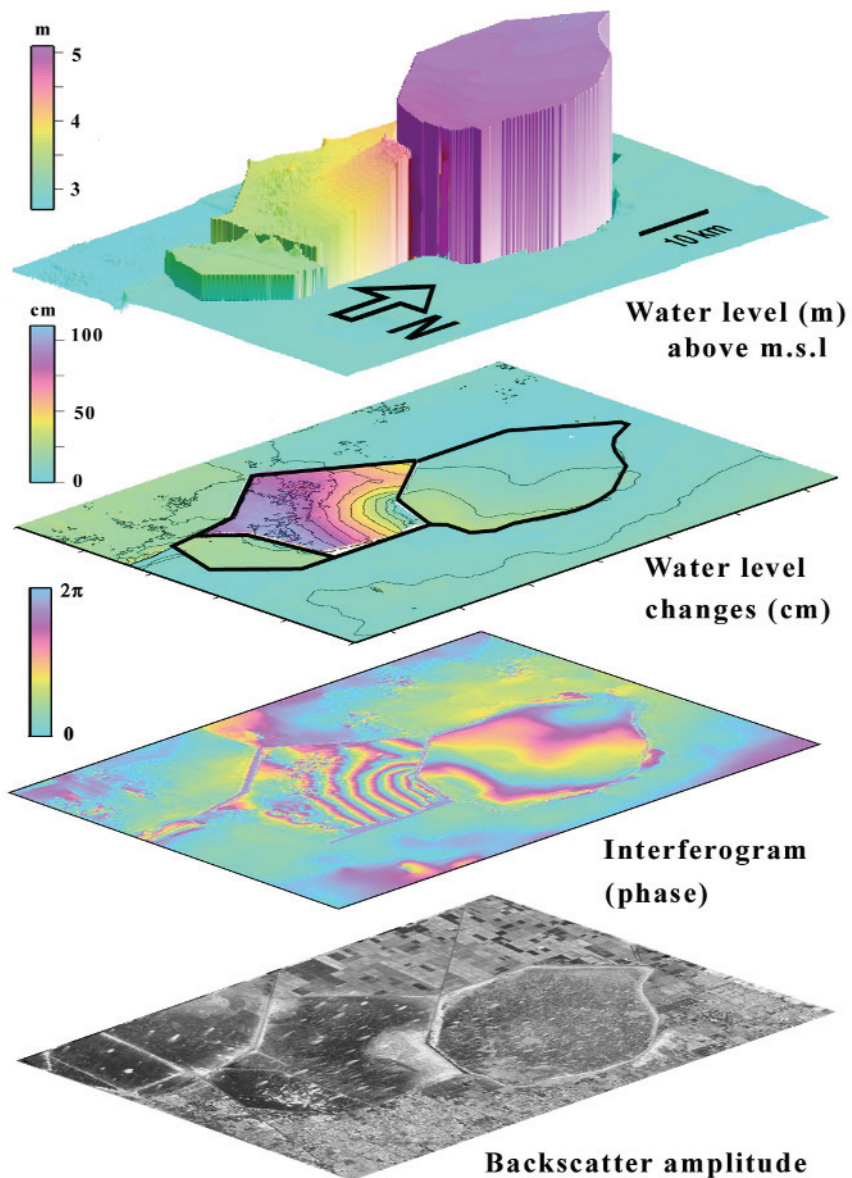 m
5
4
3
10 km
N
Water level (m)
above m.s.l
cm
100
50
0
Water level
changes (cm)
2π
0
Interferogram
(phase)
Backscatter amplitude